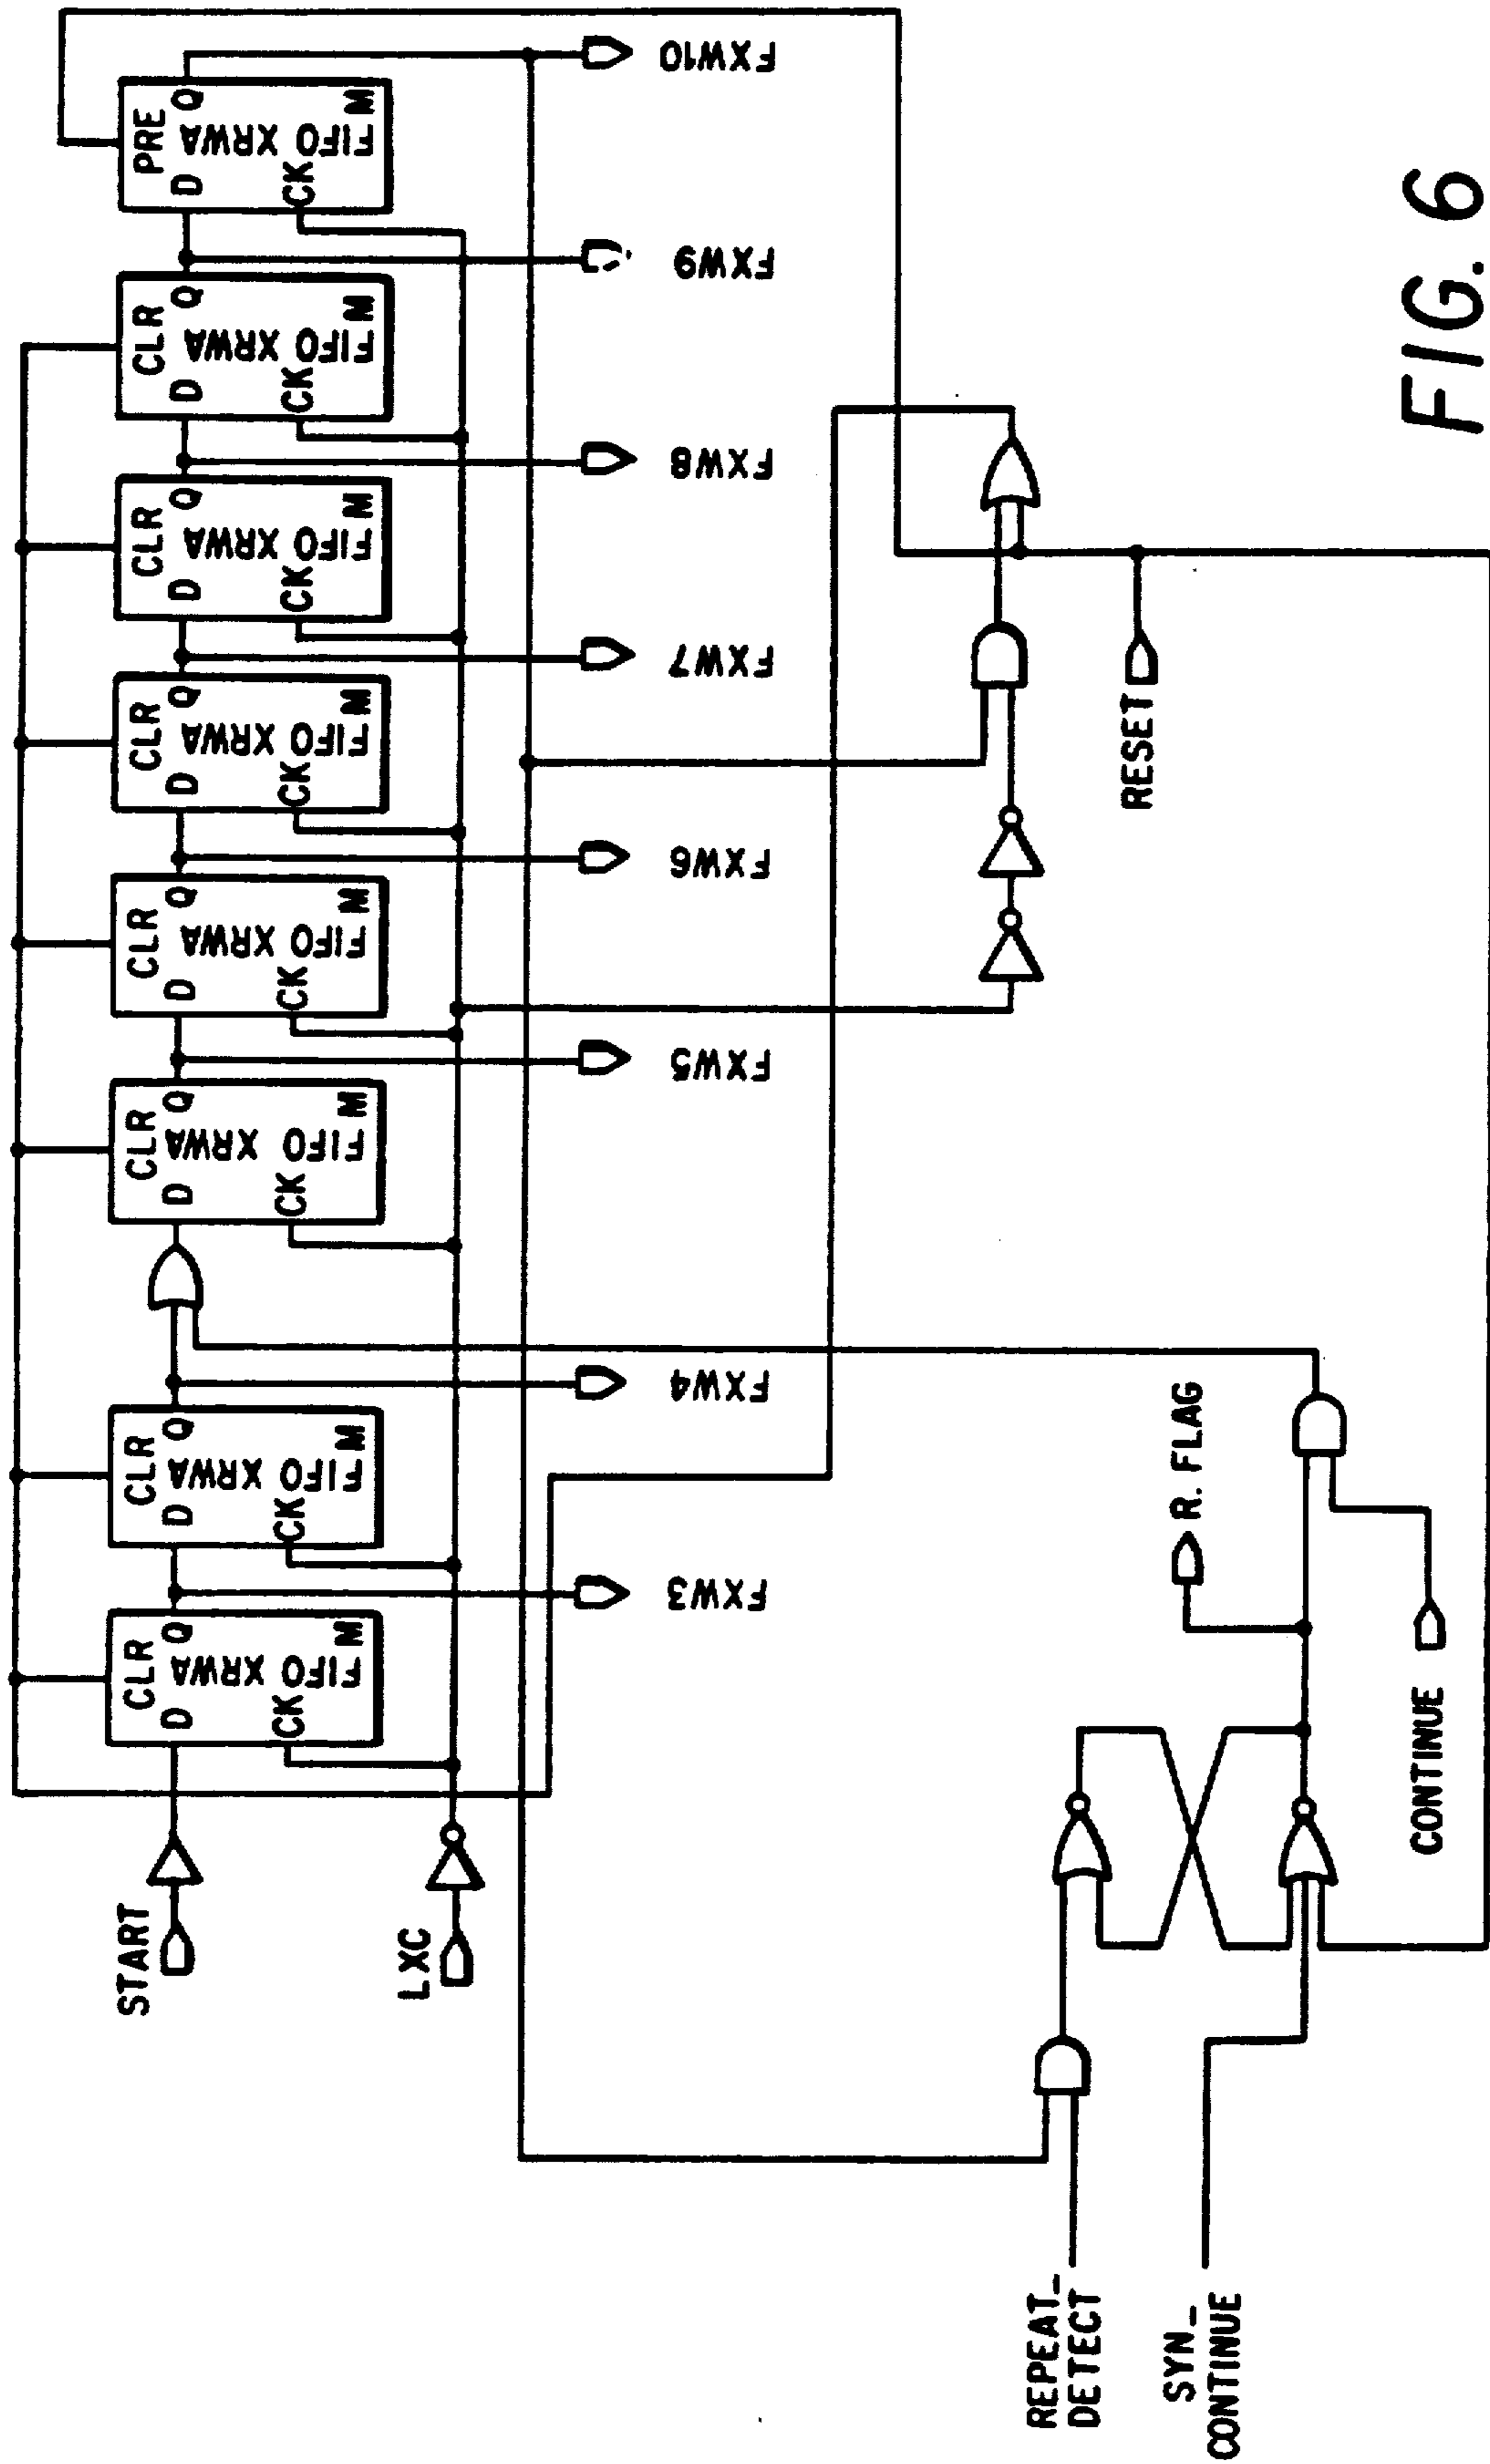 START
LXC
CLR
D Q
FIFO XRWA
CK M
FXW3
CLR
D Q
FIFO XRWA
CK M
FXW4
CLR
D Q
FIFO XRWA
CK M
FXW5
CLR
D Q
FIFO XRWA
CK M
FXW6
CLR
D Q
FIFO XRWA
CK M
FXW7
CLR
D Q
FIFO XRWA
CK M
FXW8
CLR
D Q
FIFO XRWA
CK M
FXW9
PRE
D Q
FIFO XRWA
CK M
FXW10
REPEAT_
DETECT
SYN_
CONTINUE
CONTINUE
R. FLAG
RESET
FIG. 6